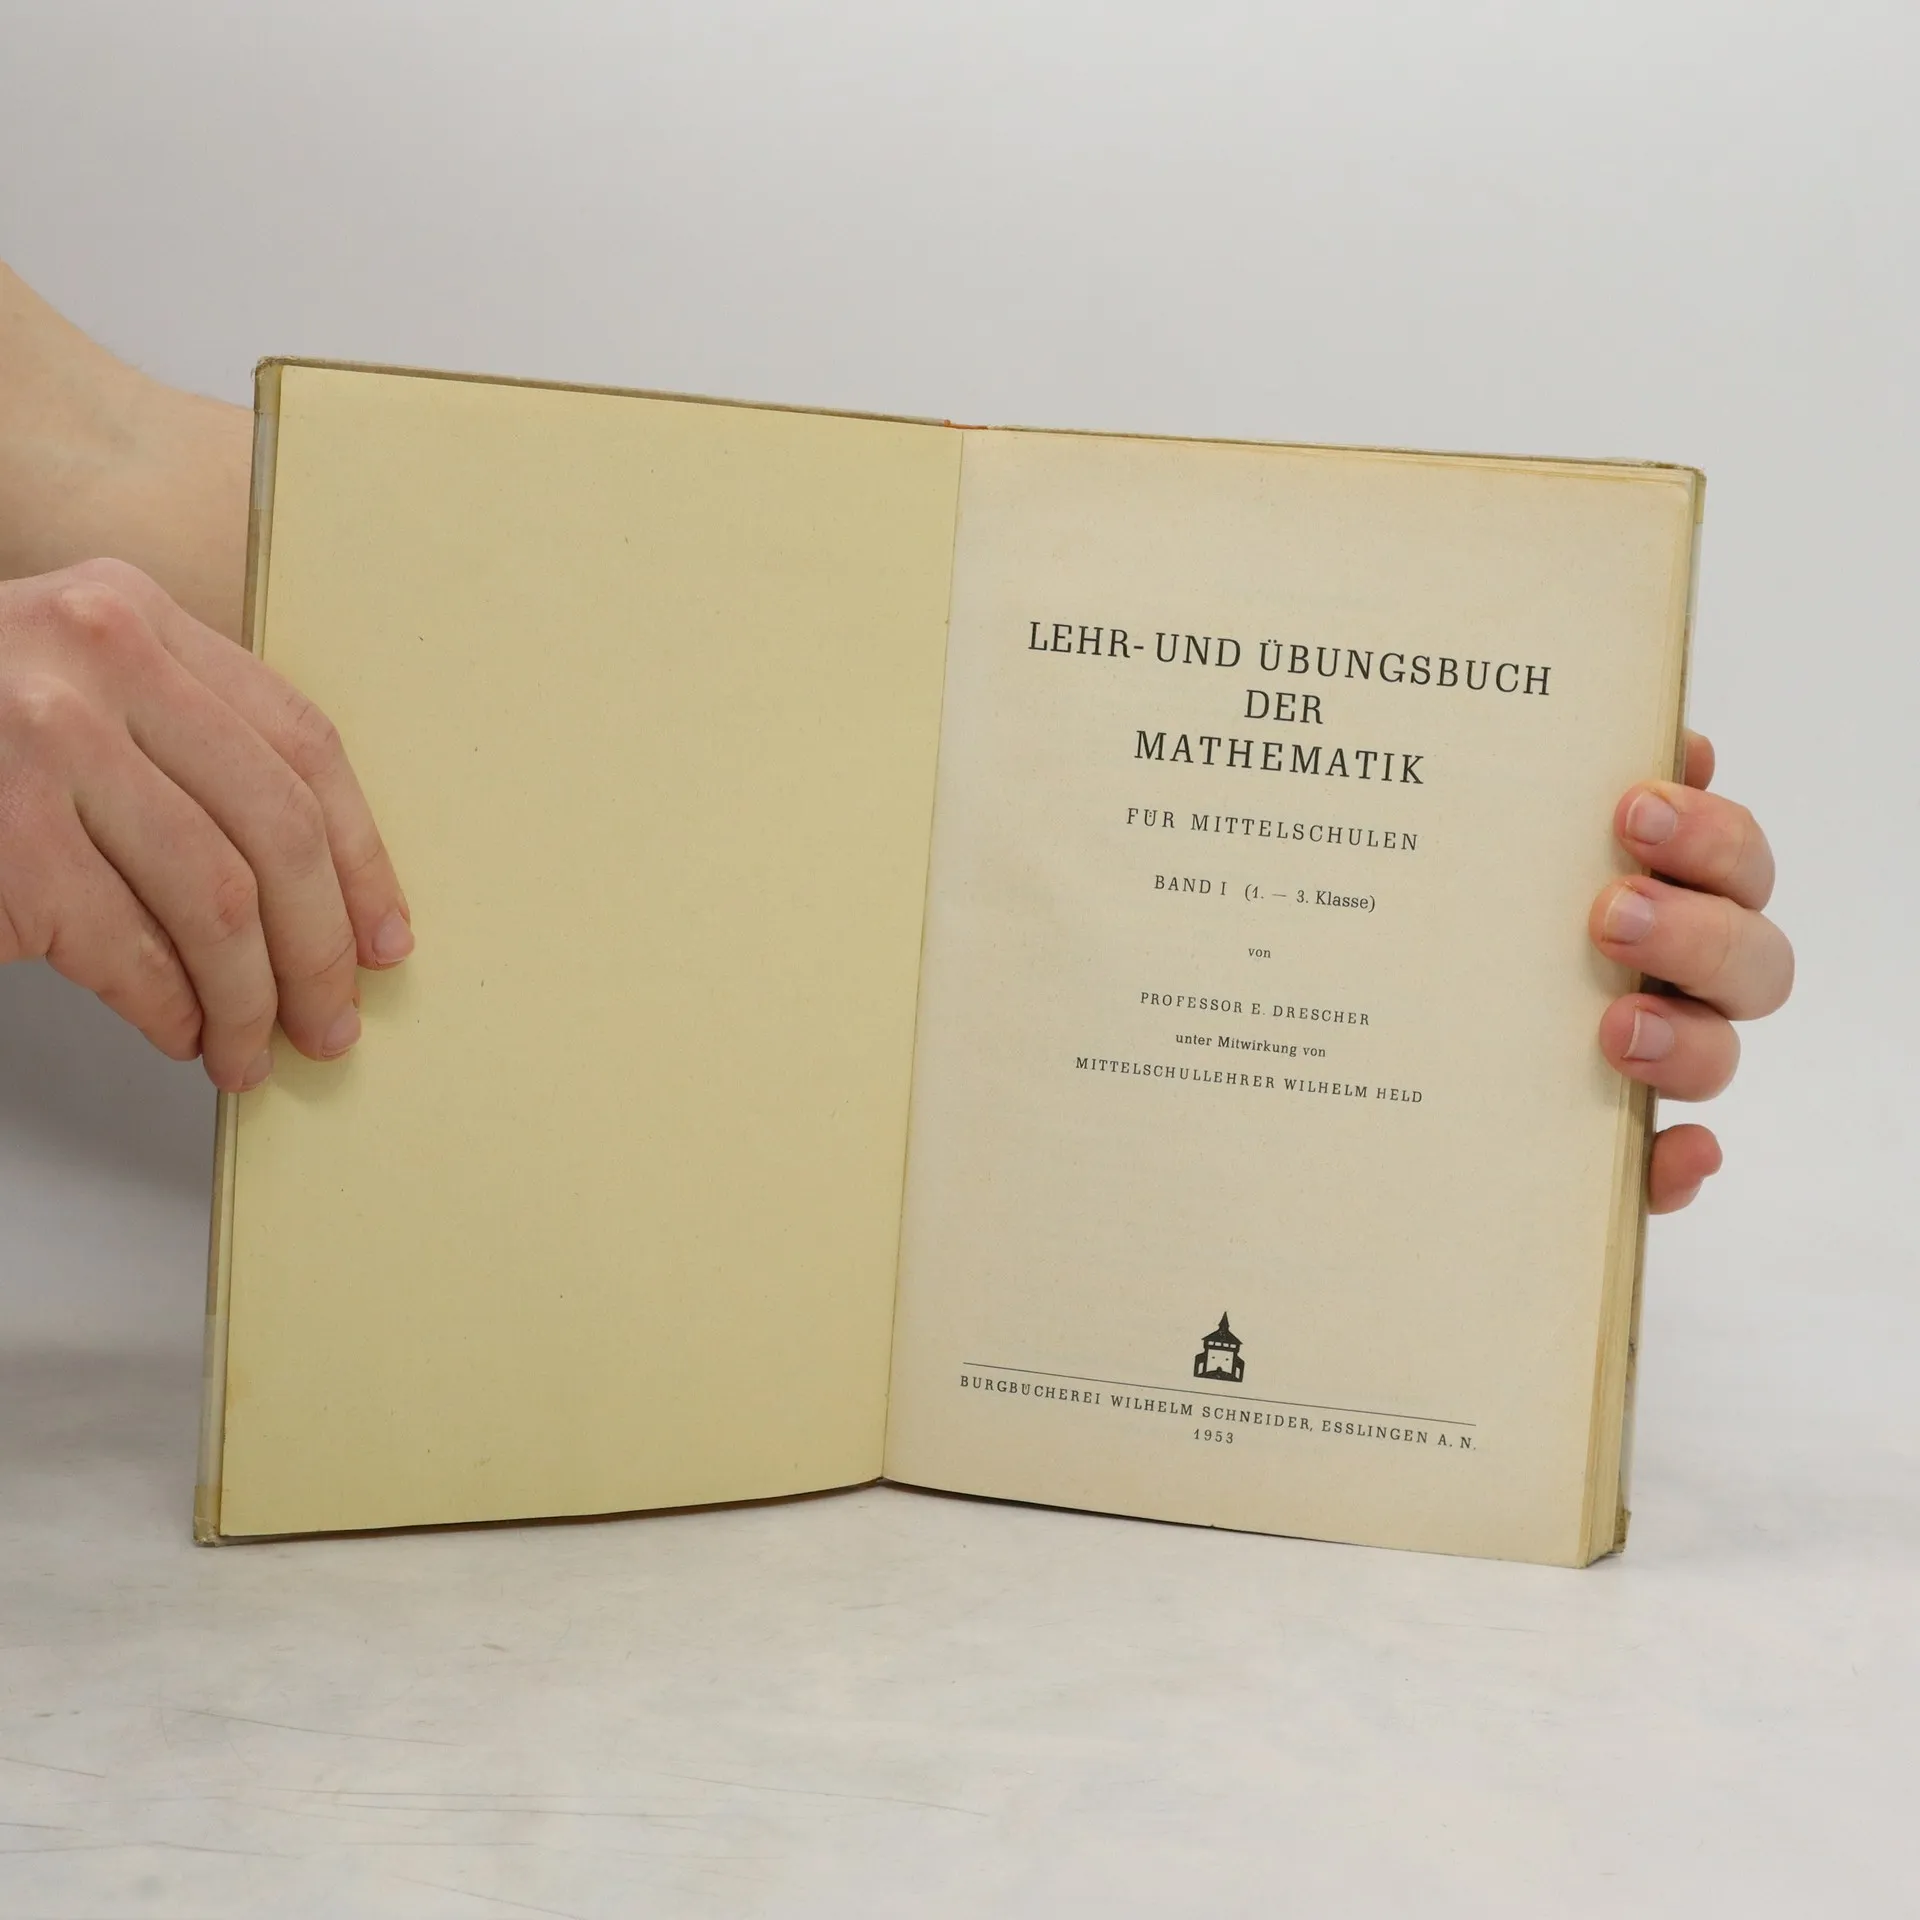 LEHR- UND ÜBUNGSBUCH
DER
MATHEMATIK
FÜR MITTELSCHULEN
BAND I (1. — 3. Klasse)
von
PROFESSOR E. DRESCHER
unter Mitwirkung von
MITTELSCHULLEHRER WILHELM HELD
BURGBÜCHEREI WILHELM SCHNEIDER, ESSLINGEN A. N.
1953